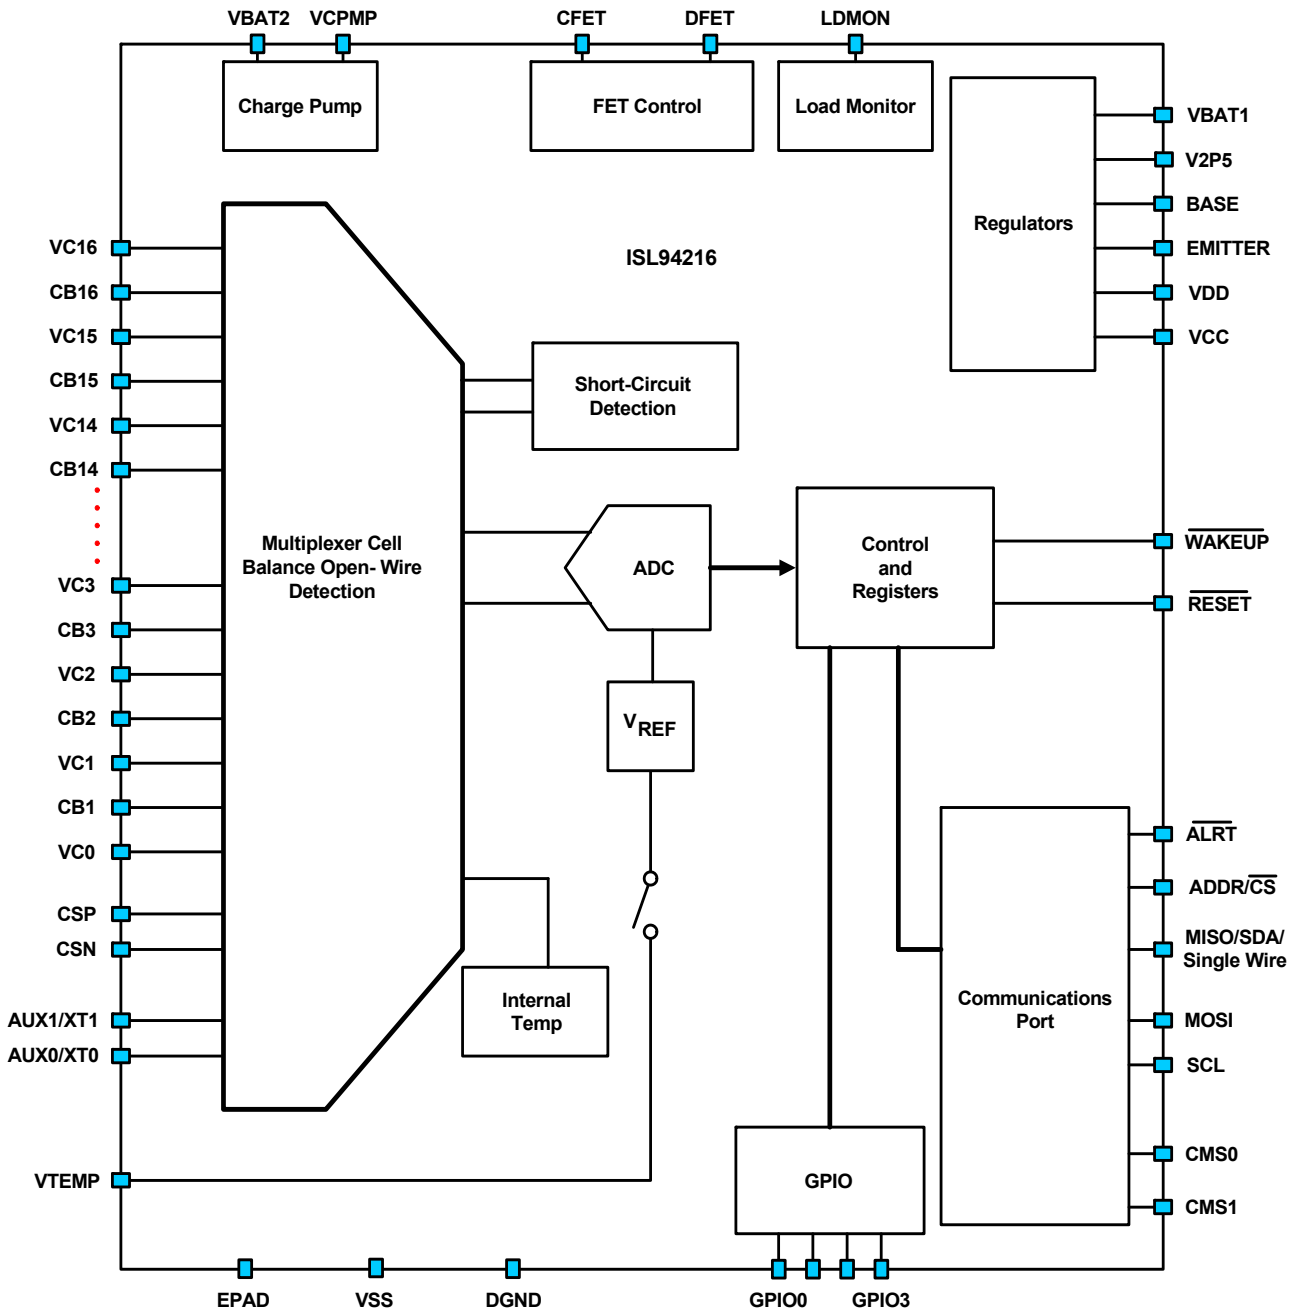 VBAT2
VCPMP
CFET
DFET
LDMON
Charge Pump
FET Control
Load Monitor
VBAT1
V2P5
BASE
EMITTER
VDD
VCC
Regulators
ISL94216
VC16
CB16
VC15
CB15
VC14
CB14
VC3
CB3
VC2
CB2
VC1
CB1
VC0
CSP
CSN
AUX1/XT1
AUX0/XT0
VTEMP
Multiplexer Cell
Balance Open- Wire
Detection
Short-Circuit
Detection
ADC
Control
and
Registers
WAKEUP
RESET
VREF
Internal
Temp
Communications
Port
ALRT
ADDR/CS
MISO/SDA/
Single Wire
MOSI
SCL
CMS0
CMS1
GPIO
EPAD
VSS
DGND
GPIO0
GPIO3